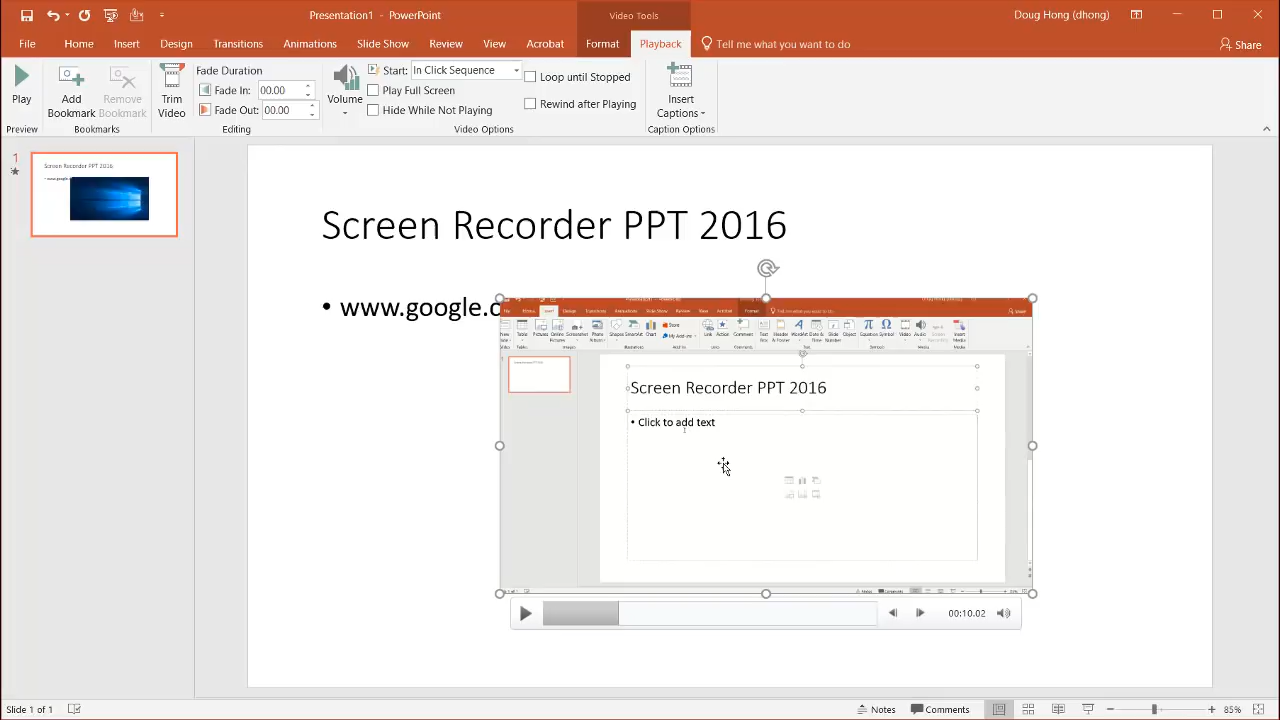 Presentation1 - PowerPoint
Video Tools
Doug Hong (dhong)
File Home Insert Design Transitions Animations Slide Show Review View Acrobat Format Playback Tell me what you want to do Share
Play
Preview
Add Bookmark
Remove Bookmark
Bookmarks
Trim Video
Fade Duration
Fade In: 00.00
Fade Out: 00.00
Editing
Volume
Start: In Click Sequence
Play Full Screen
Hide While Not Playing
Loop until Stopped
Rewind after Playing
Video Options
Insert Captions
Caption Options
1
Screen Recorder PPT 2016
Screen Recorder PPT 2016
• www.google.c
Screen Recorder PPT 2016
• Click to add text
00:10.02
Slide 1 of 1
Notes
Comments
85%